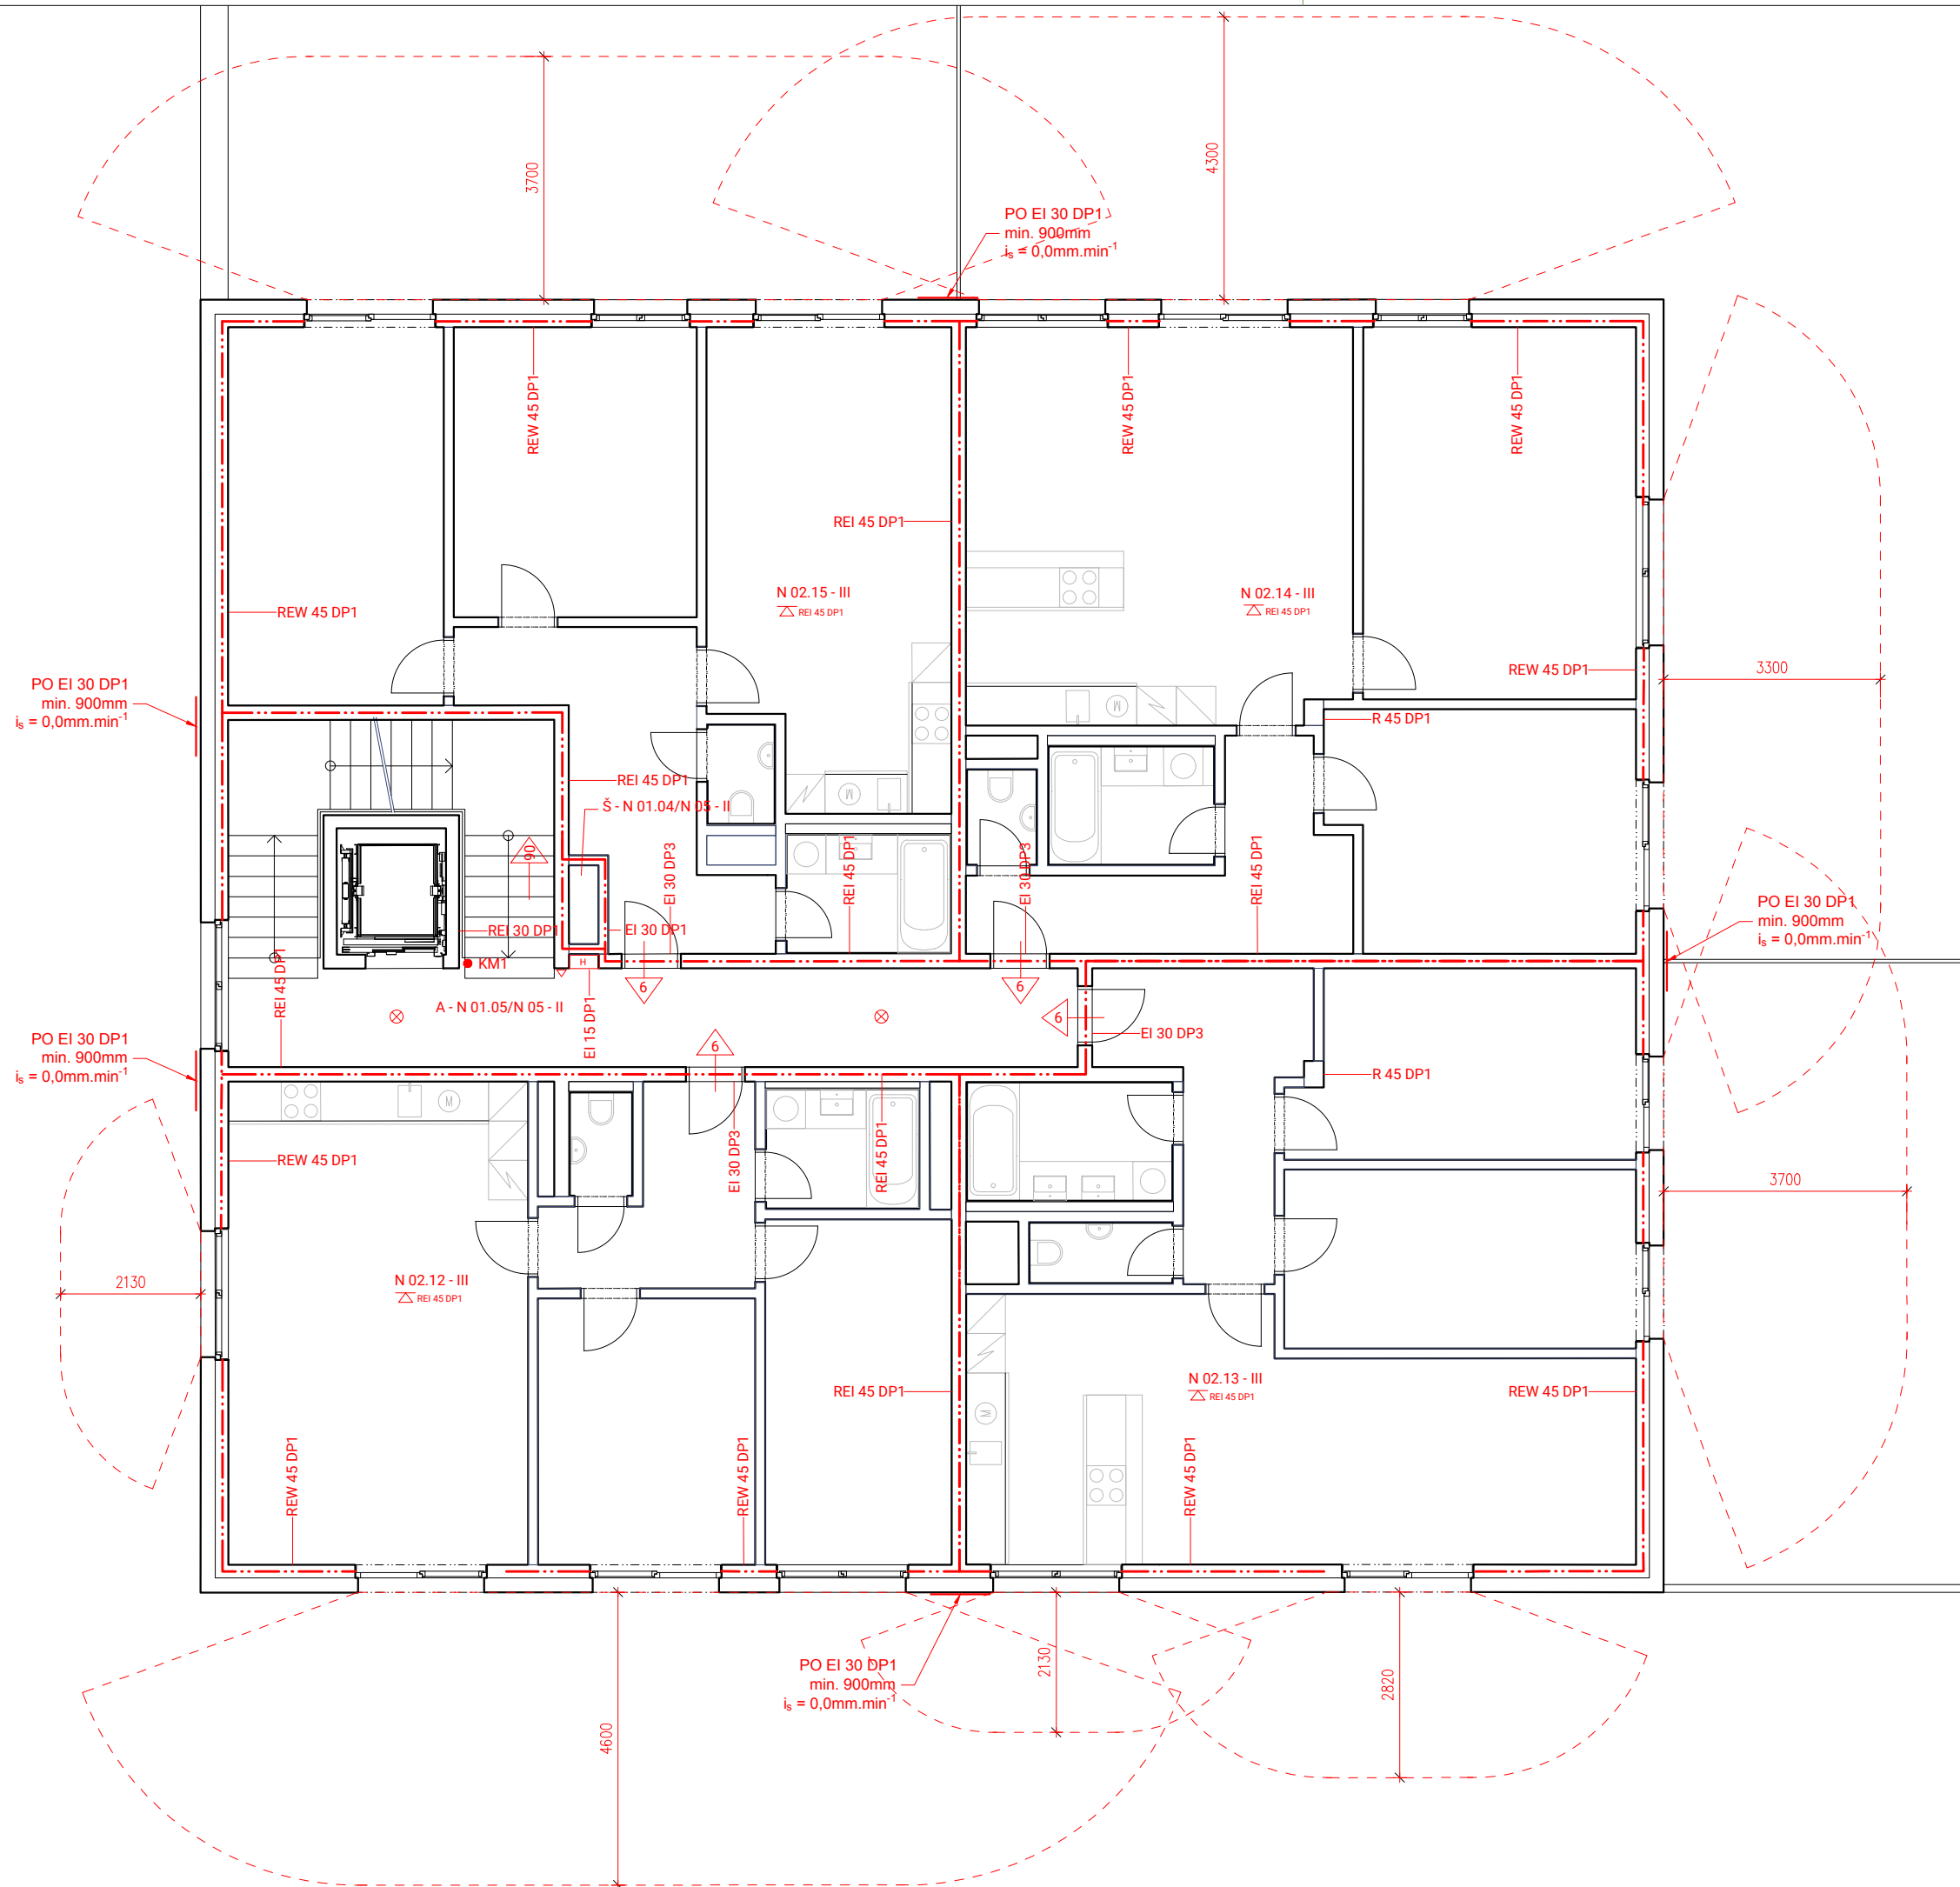 3700
4300
PO EI 30 DP1
min. 900mm
iₛ = 0,0mm.min⁻¹
REW 45 DP1
REW 45 DP1
REW 45 DP1
REI 45 DP1
N 02.15 - III
REI 45 DP1
N 02.14 - III
REI 45 DP1
REW 45 DP1
REW 45 DP1
3300
PO EI 30 DP1
min. 900mm
iₛ = 0,0mm.min⁻¹
M
R 45 DP1
REI 45 DP1
M
Š - N 01.04/N 05 - II
90
EI 30 DP3
REI 45 DP1
EI 30 DP3
REI 45 DP1
PO EI 30 DP1
min. 900mm
iₛ = 0,0mm.min⁻¹
REI 30 DP1
EI 30 DP1
KM1
H
REI 45 DP1
6
6
A - N 01.05/N 05 - II
EI 15 DP1
6
6
EI 30 DP3
PO EI 30 DP1
min. 900mm
iₛ = 0,0mm.min⁻¹
R 45 DP1
M
REW 45 DP1
EI 30 DP3
REI 45 DP1
3700
2130
N 02.12 - III
REI 45 DP1
N 02.13 - III
REI 45 DP1
REI 45 DP1
REW 45 DP1
M
REW 45 DP1
REW 45 DP1
REW 45 DP1
PO EI 30 DP1
min. 900mm
iₛ = 0,0mm.min⁻¹
2130
2820
4600